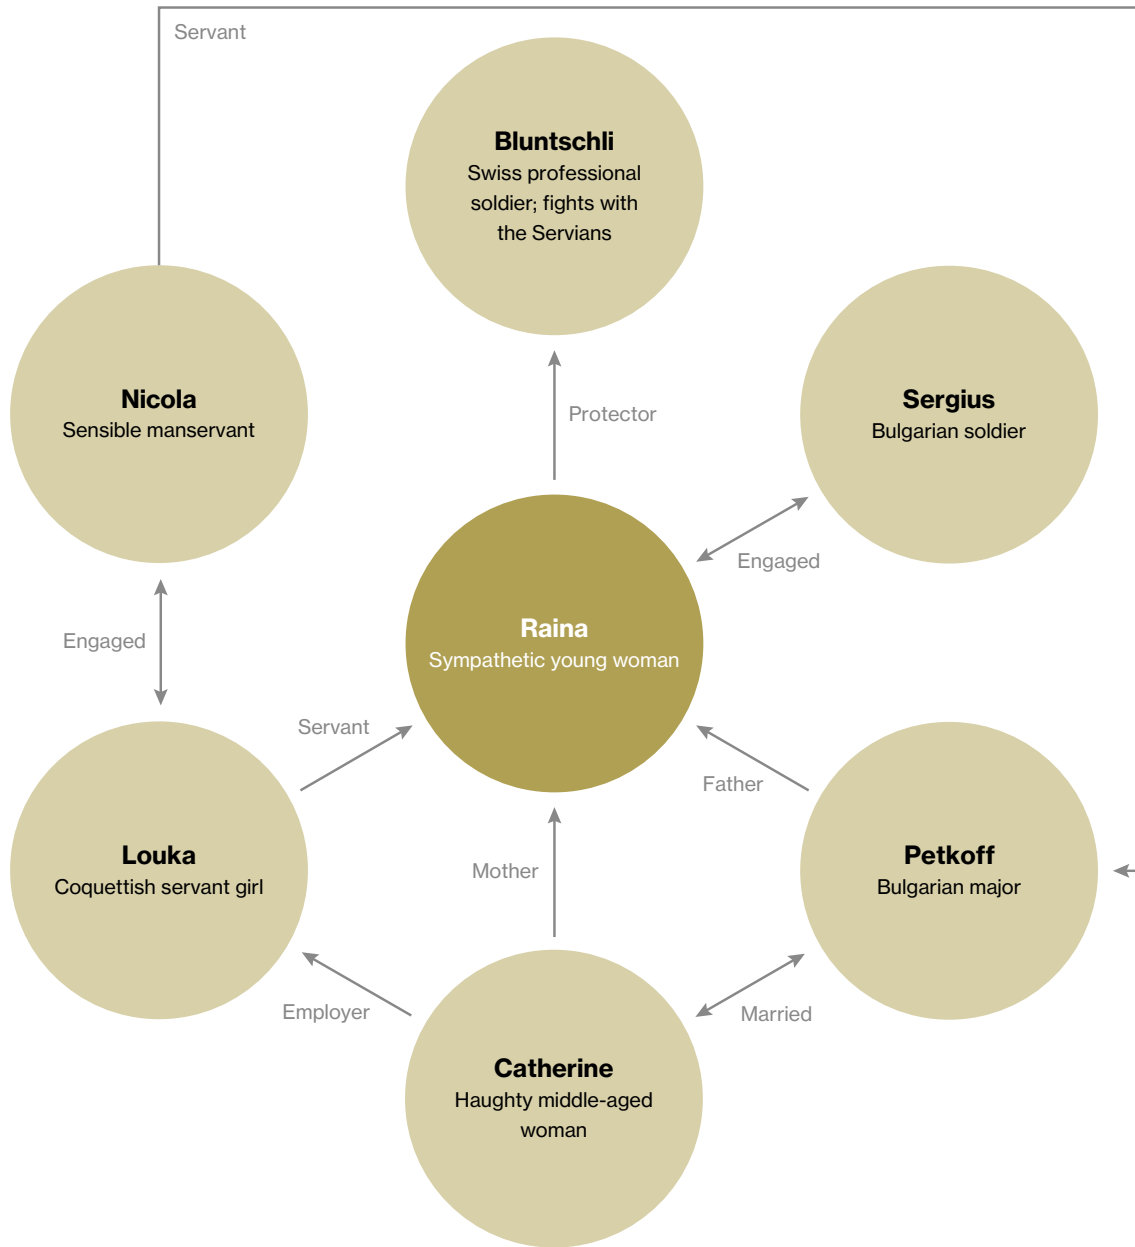 Servant
Bluntschli
Swiss professional
soldier; fights with
the Servians
Nicola
Sensible manservant
Sergius
Bulgarian soldier
Protector
Engaged
Engaged
Raina
Sympathetic young woman
Servant
Father
Louka
Coquettish servant girl
Mother
Petkoff
Bulgarian major
Employer
Married
Catherine
Haughty middle-aged
woman